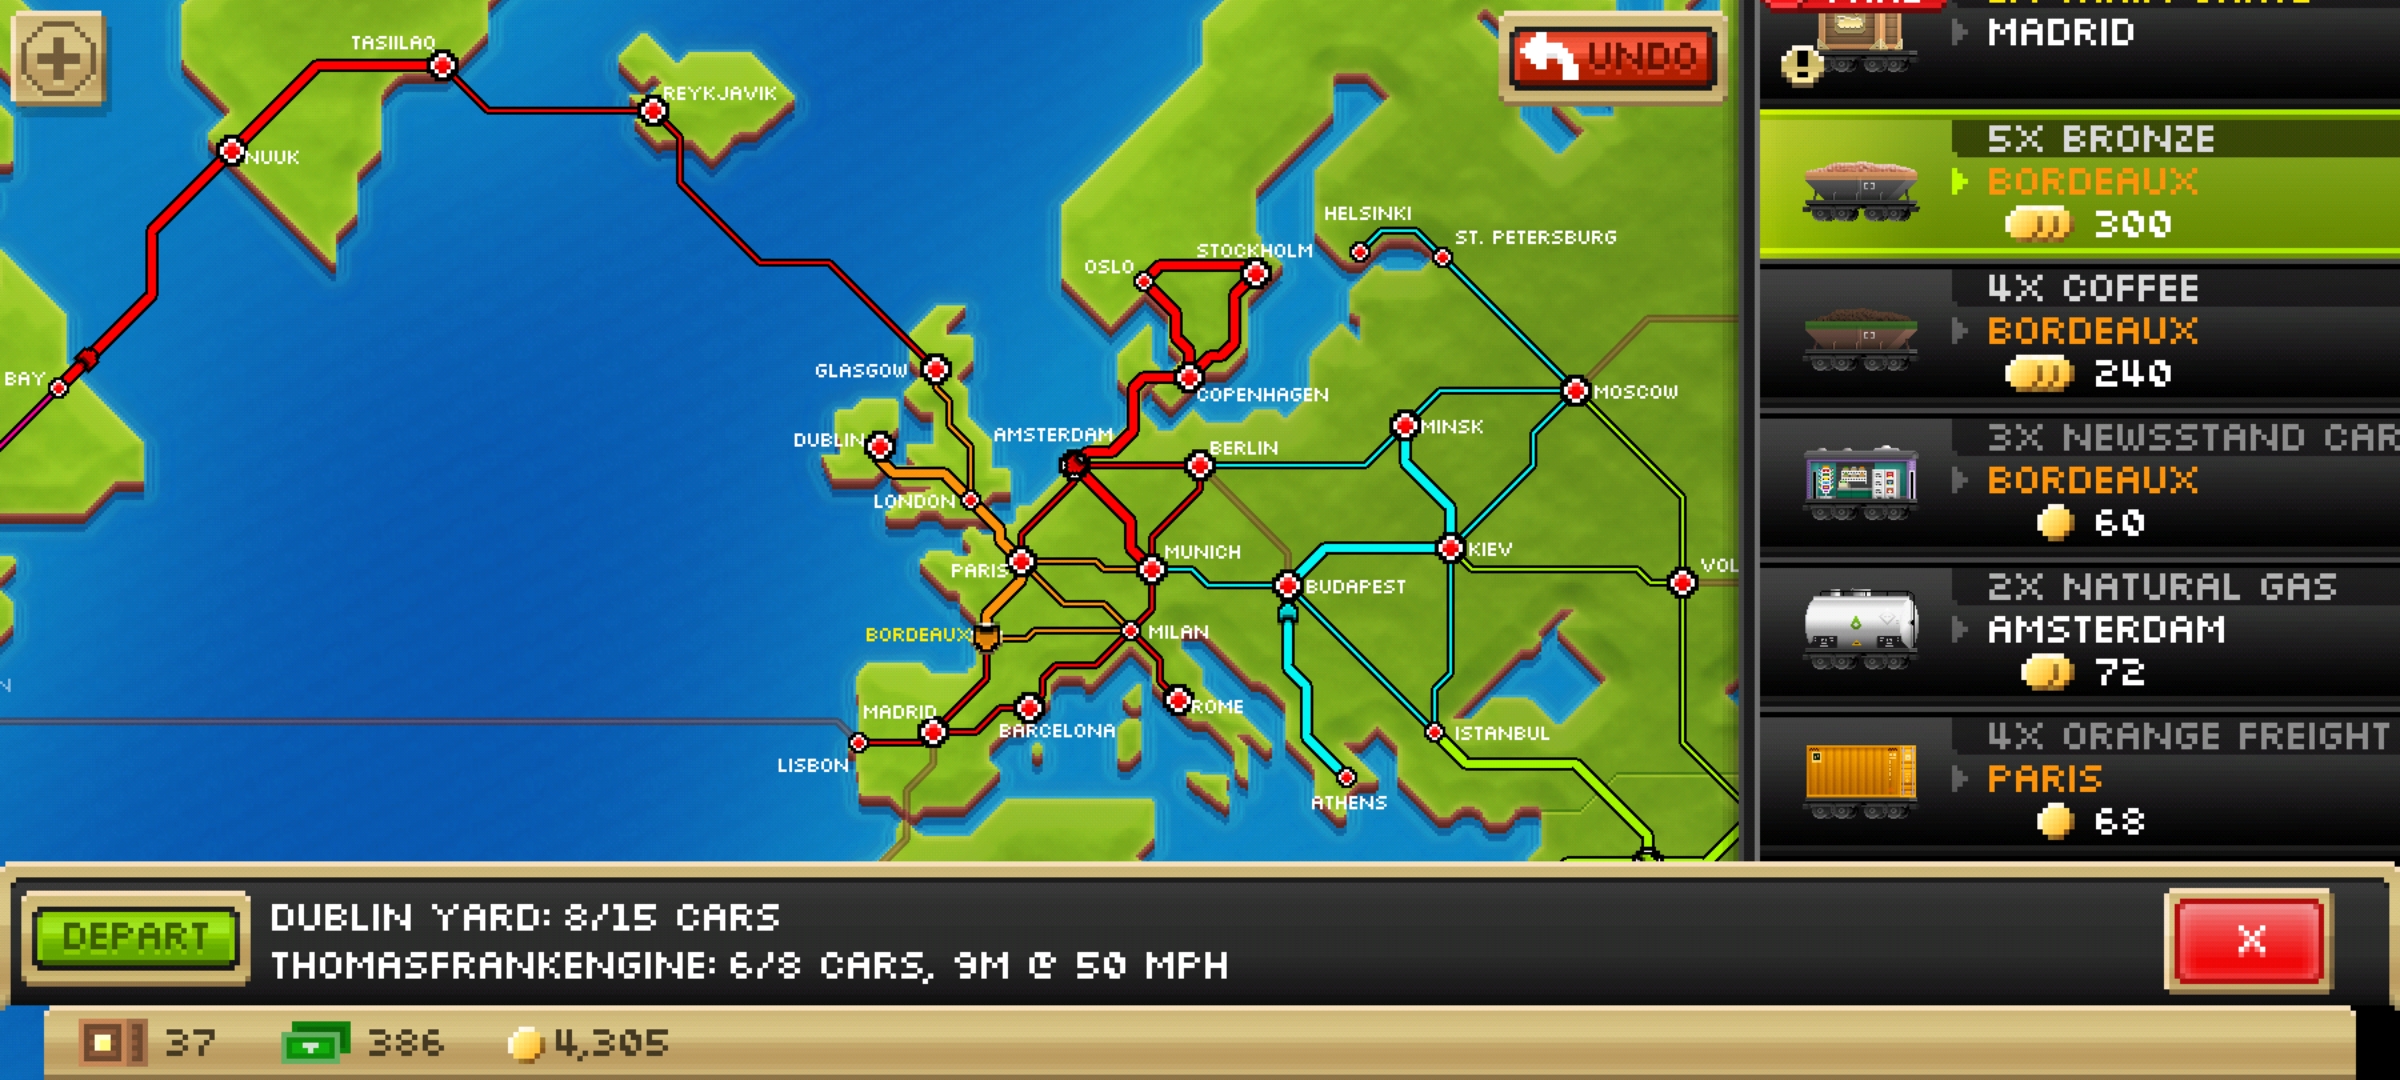 TASIILAQ
REYKJAVIK
NUUK
UNDO
MADRID
5X BRONZE
BORDEAUX
300
HELSINKI
ST. PETERSBURG
STOCKHOLM
OSLO
4X COFFEE
BORDEAUX
240
BAY
GLASGOW
COPENHAGEN
MOSCOW
DUBLIN
AMSTERDAM
BERLIN
MINSK
3X NEWSSTAND CAR
BORDEAUX
60
LONDON
PARIS
MUNICH
KIEV
VOL
BUDAPEST
2X NATURAL GAS
AMSTERDAM
72
BORDEAUX
MILAN
N
MADRID
BARCELONA
ROME
ISTANBUL
LISBON
ATHENS
4X ORANGE FREIGHT
PARIS
68
DEPART
DUBLIN YARD: 8/15 CARS
THOMASFRANKENGINE: 6/8 CARS, 9M @ 50 MPH
X
37
386
4,305